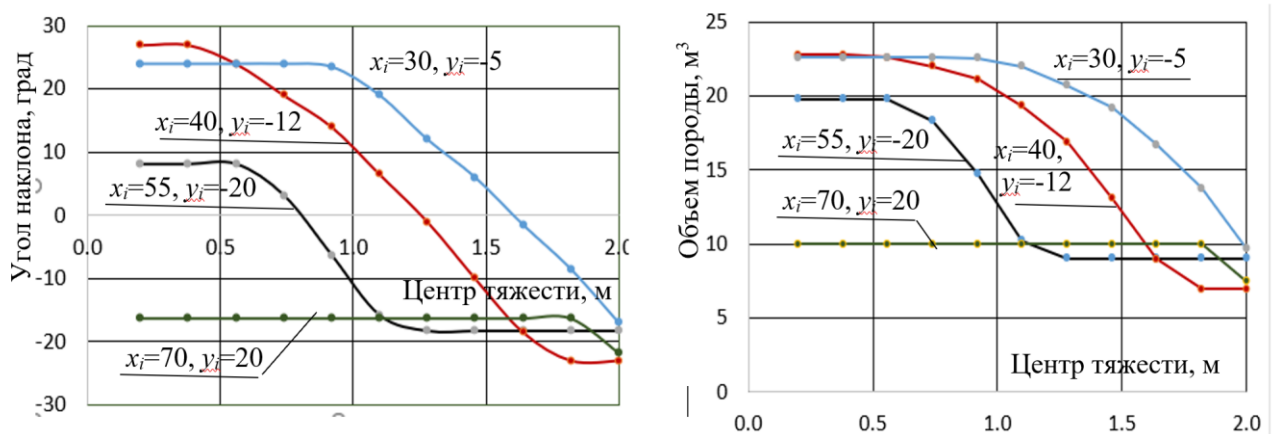 Угол наклона, град
30
20
10
0
-10
-20
-30
0.0 0.5 1.0 1.5 2.0
xi=30, yi=-5
xi=40, yi=-12
xi=55, yi=-20
Центр тяжести, м
xi=70, yi=20
Объем породы, м³
25
20
15
10
5
0
0.0 0.5 1.0 1.5 2.0
xi=30, yi=-5
xi=55, yi=-20
xi=40,
yi=-12
xi=70, yi=20
Центр тяжести, м